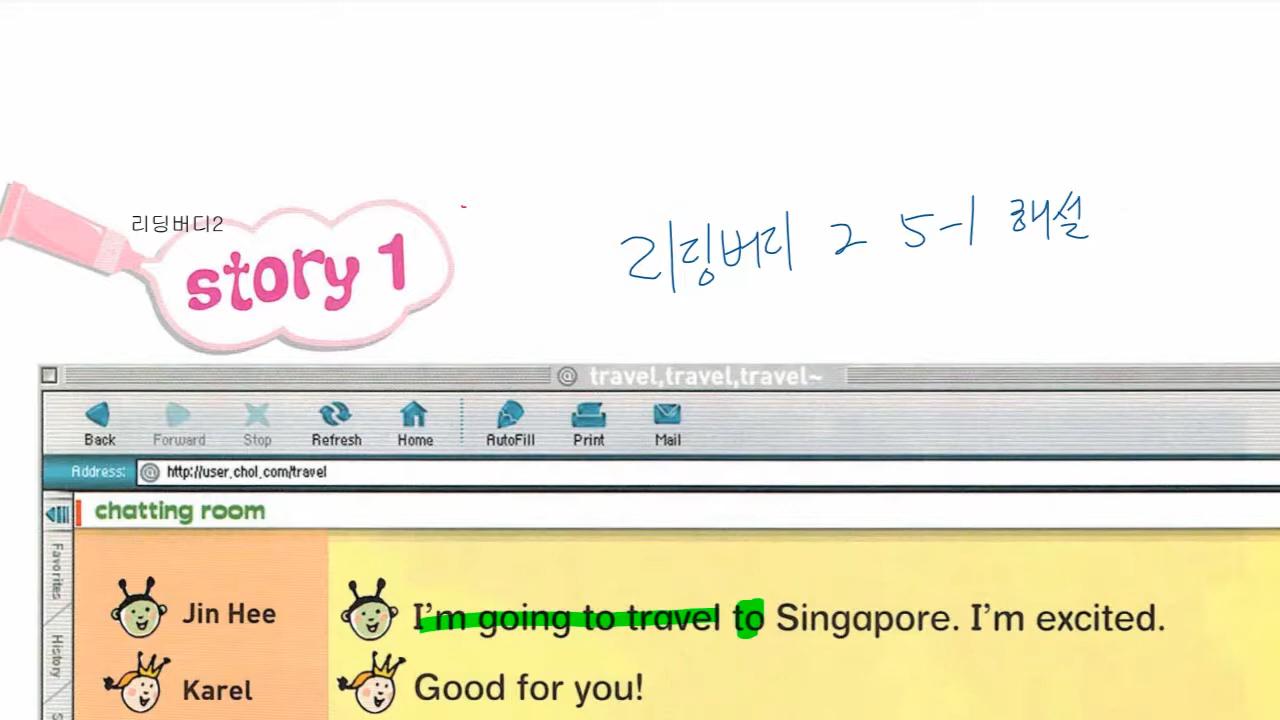 리딩버디2
story 1
리딩버디 2 5-1 해설
@ travel,travel,travel~
Back Forward Stop Refresh Home AutoFill Print Mail
Address: @ http://user.chol.com/travel
chatting room
Favorites
History
Jin Hee I'm going to travel to Singapore. I'm excited.
Karel Good for you!